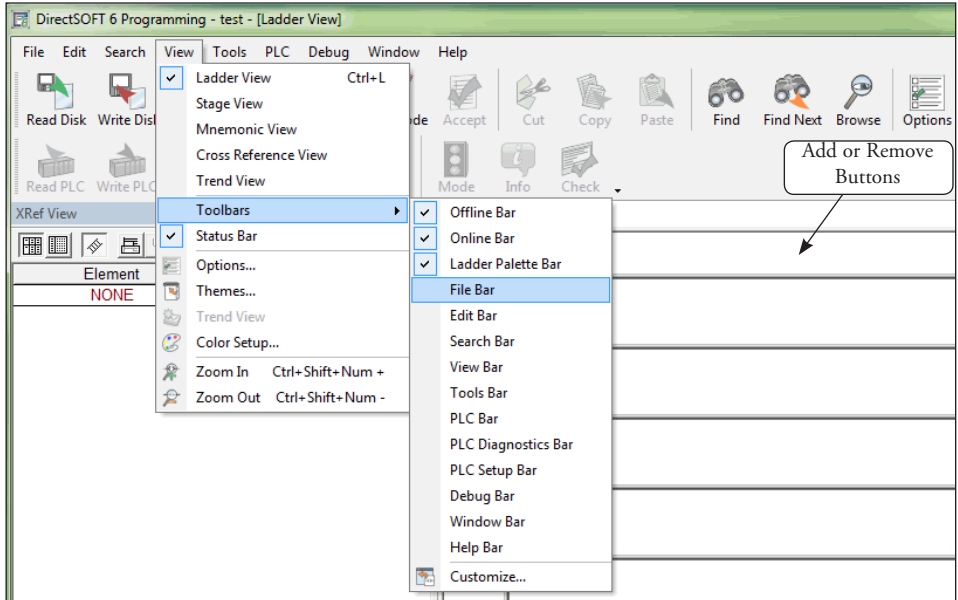 DirectSOFT 6 Programming - test - [Ladder View]
File Edit Search View Tools PLC Debug Window Help
Read Disk Write Disk Accept Cut Copy Paste Find Find Next Browse Options
Read PLC Write PLC Mode Info Check
Add or Remove
Buttons
XRef View
Element
NONE
Ladder View Ctrl+L
Stage View
Mnemonic View
Cross Reference View
Trend View
Toolbars
Status Bar
Options...
Themes...
Trend View
Color Setup...
Zoom In Ctrl+Shift+Num +
Zoom Out Ctrl+Shift+Num -
Offline Bar
Online Bar
Ladder Palette Bar
File Bar
Edit Bar
Search Bar
View Bar
Tools Bar
PLC Bar
PLC Diagnostics Bar
PLC Setup Bar
Debug Bar
Window Bar
Help Bar
Customize...